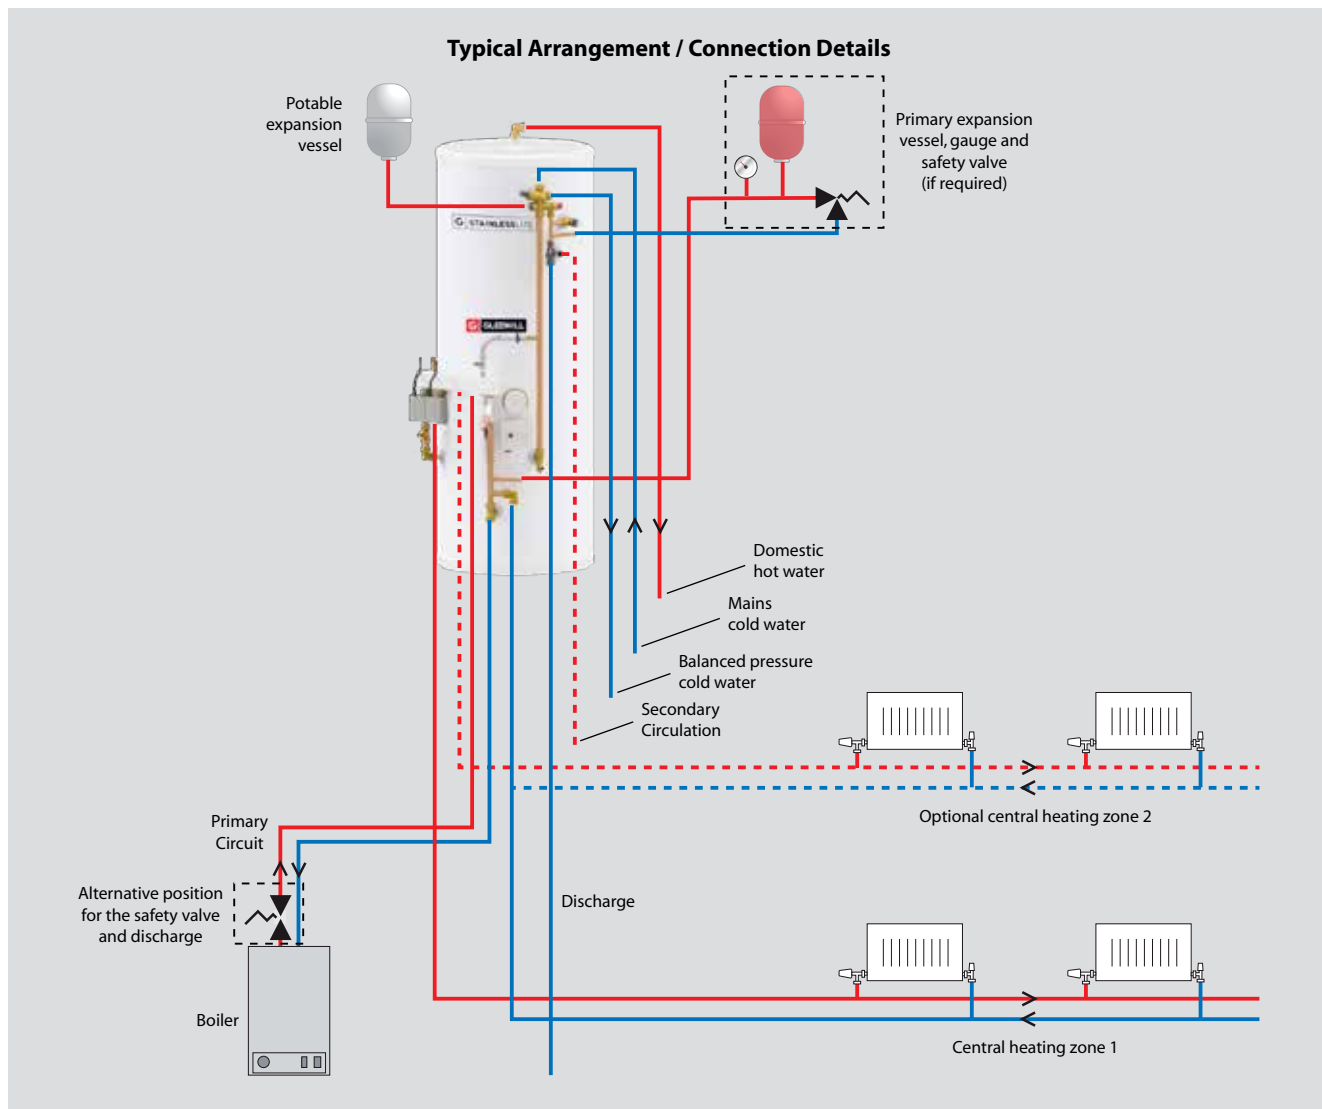 Typical Arrangement / Connection Details
Potable
expansion
vessel
Primary expansion
vessel, gauge and
safety valve
(if required)
STAINLESSLITE
GLEDHILL
Domestic
hot water
Mains
cold water
Balanced pressure
cold water
Secondary
Circulation
Optional central heating zone 2
Primary
Circuit
Alternative position
for the safety valve
and discharge
Discharge
Boiler
Central heating zone 1